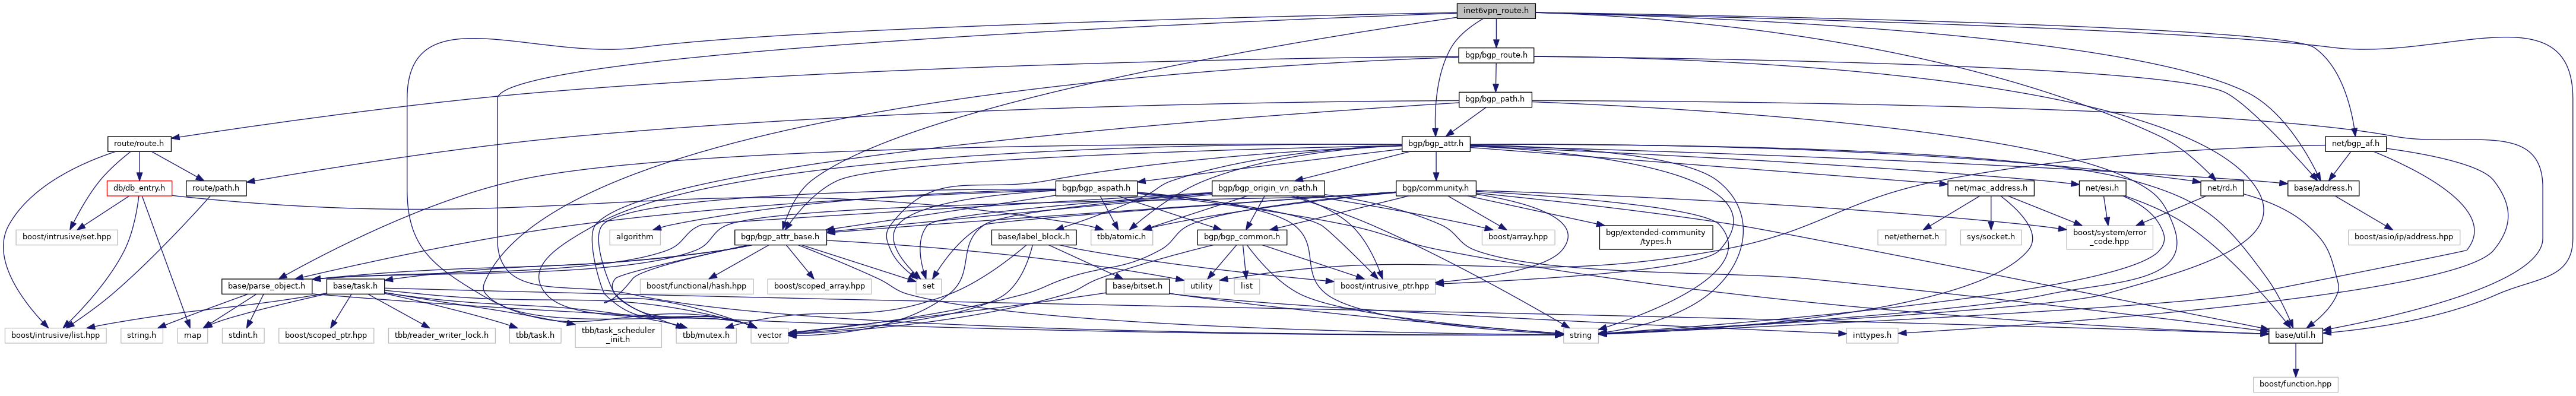 inet6vpn_route.h
bgp/bgp_route.h
bgp/bgp_path.h
route/route.h
bgp/bgp_attr.h
net/bgp_af.h
db/db_entry.h
route/path.h
bgp/bgp_aspath.h
bgp/bgp_origin_vn_path.h
bgp/community.h
net/mac_address.h
net/esi.h
net/rd.h
base/address.h
boost/intrusive/set.hpp
algorithm
bgp/bgp_attr_base.h
base/label_block.h
tbb/atomic.h
bgp/bgp_common.h
boost/array.hpp
bgp/extended-community
/types.h
net/ethernet.h
sys/socket.h
boost/system/error
_code.hpp
boost/asio/ip/address.hpp
base/parse_object.h
base/task.h
boost/functional/hash.hpp
boost/scoped_array.hpp
set
base/bitset.h
utility
list
boost/intrusive_ptr.hpp
boost/intrusive/list.hpp
string.h
map
stdint.h
boost/scoped_ptr.hpp
tbb/reader_writer_lock.h
tbb/task.h
tbb/task_scheduler
_init.h
tbb/mutex.h
vector
string
inttypes.h
base/util.h
boost/function.hpp